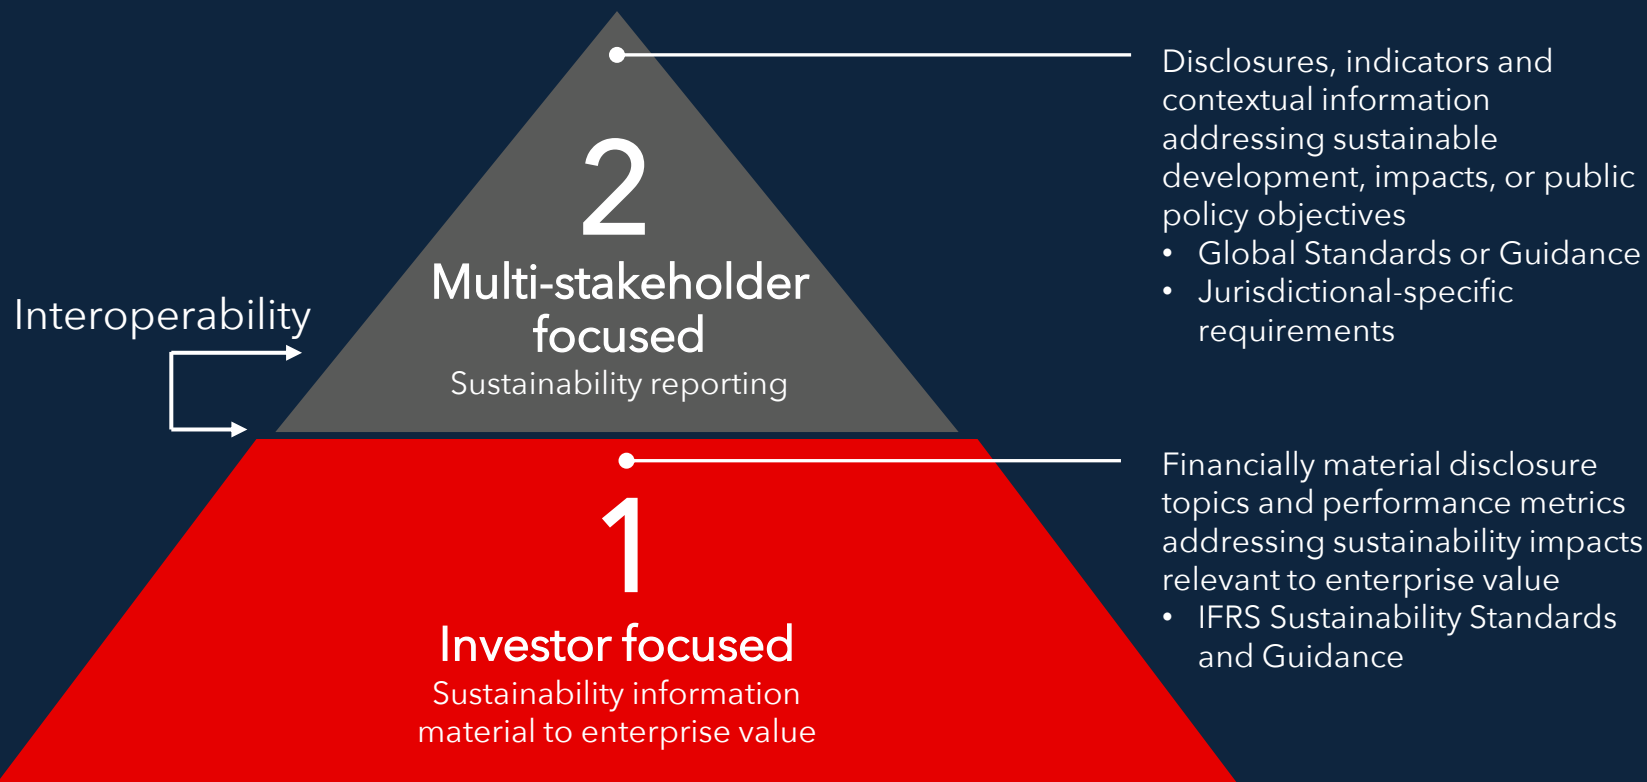 2
Multi-stakeholder
focused
Sustainability reporting
Disclosures, indicators and
contextual information
addressing sustainable
development, impacts, or public
policy objectives
• Global Standards or Guidance
• Jurisdictional-specific
requirements
Interoperability
1
Investor focused
Sustainability information
material to enterprise value
Financially material disclosure
topics and performance metrics
addressing sustainability impacts
relevant to enterprise value
• IFRS Sustainability Standards
and Guidance